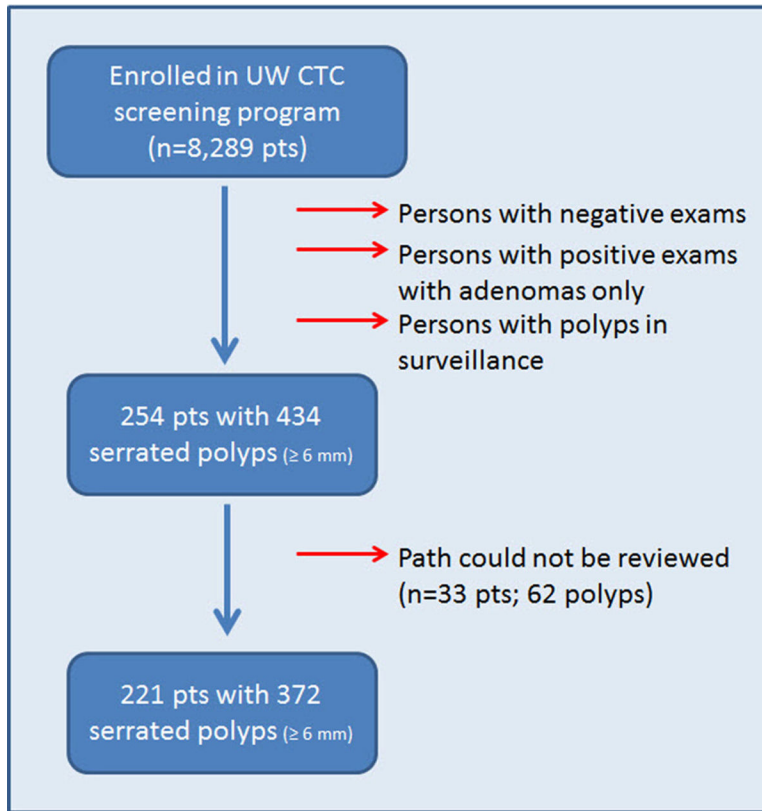 Enrolled in UW CTC
screening program
(n=8,289 pts)
Persons with negative exams
Persons with positive exams
with adenomas only
Persons with polyps in
surveillance
254 pts with 434
serrated polyps (≥ 6 mm)
Path could not be reviewed
(n=33 pts; 62 polyps)
221 pts with 372
serrated polyps (≥ 6 mm)